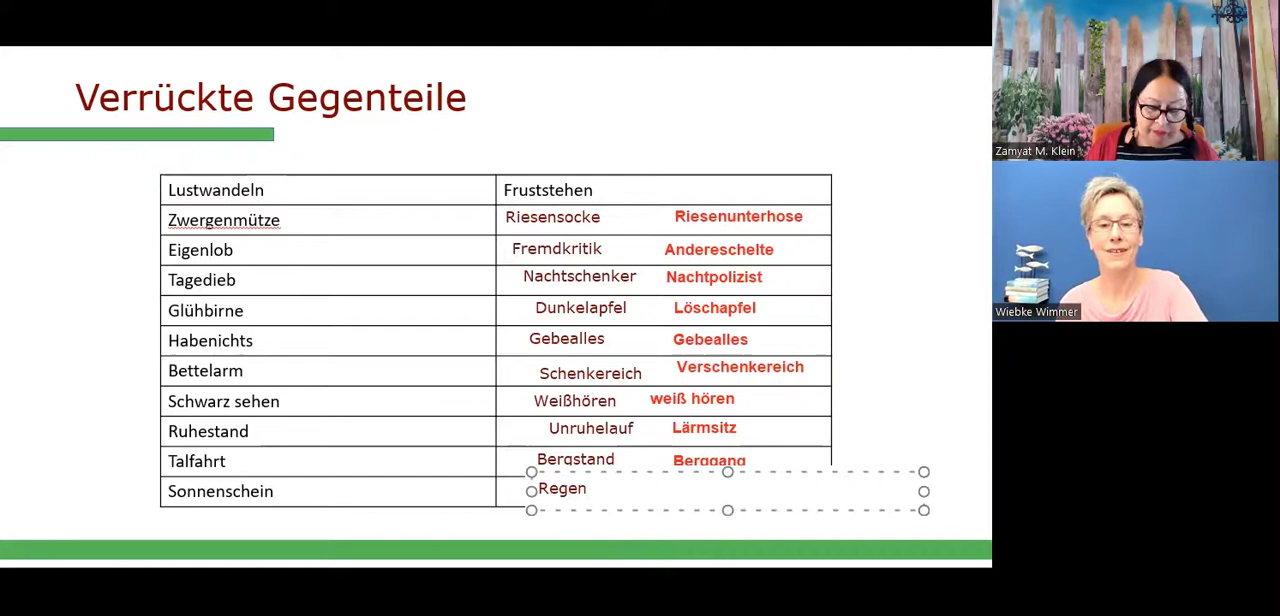 Verrückte Gegenteile
Lustwandeln Fruststehen
Zwergenmütze Riesensocke Riesenunterhose
Eigenlob Fremdkritik Andereschelte
Tagedieb Nachtschenker Nachtpolizist
Glühbirne Dunkelapfel Löschapfel
Habenichts Gebealles Gebealles
Bettelarm Schenkereich Verschenkereich
Schwarz sehen Weißhören weiß hören
Ruhestand Unruhelauf Lärmsitz
Talfahrt Bergstand Berggang
Sonnenschein Regen
Zamyat M. Klein
Wiebke Wimmer